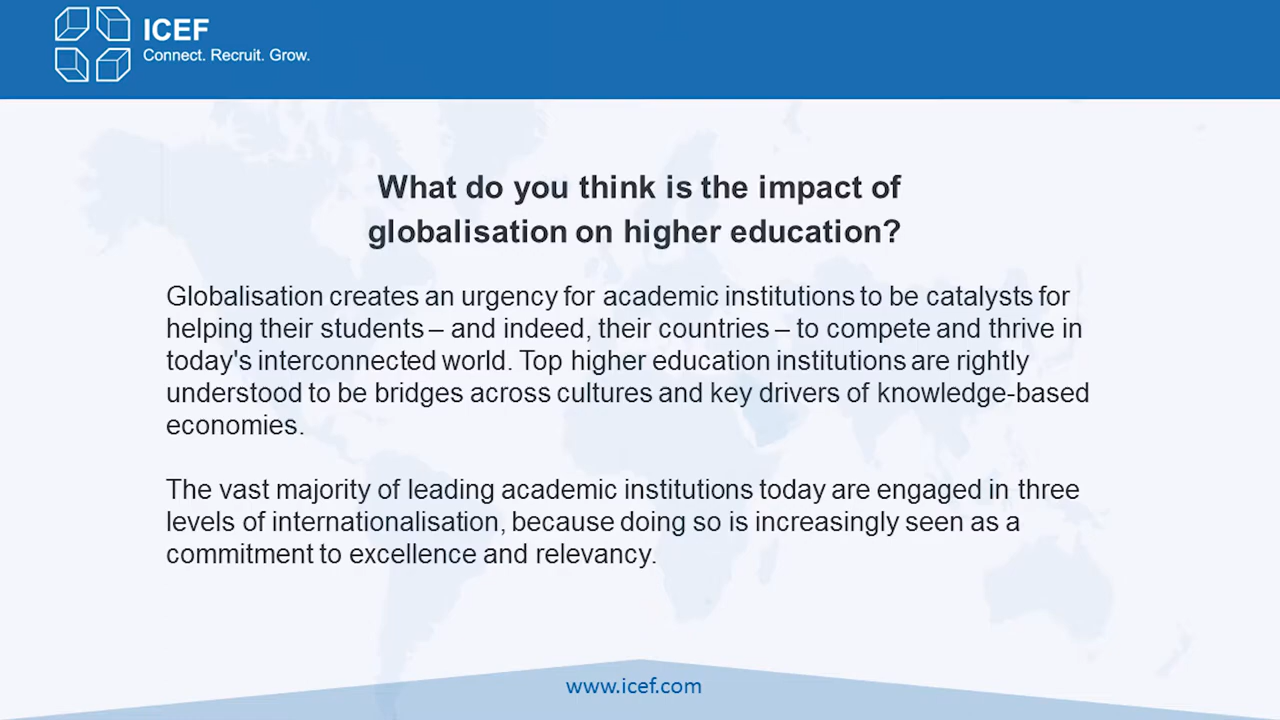 ICEF
Connect. Recruit. Grow.
What do you think is the impact of
globalisation on higher education?
Globalisation creates an urgency for academic institutions to be catalysts for
helping their students – and indeed, their countries – to compete and thrive in
today's interconnected world. Top higher education institutions are rightly
understood to be bridges across cultures and key drivers of knowledge-based
economies.
The vast majority of leading academic institutions today are engaged in three
levels of internationalisation, because doing so is increasingly seen as a
commitment to excellence and relevancy.
www.icef.com